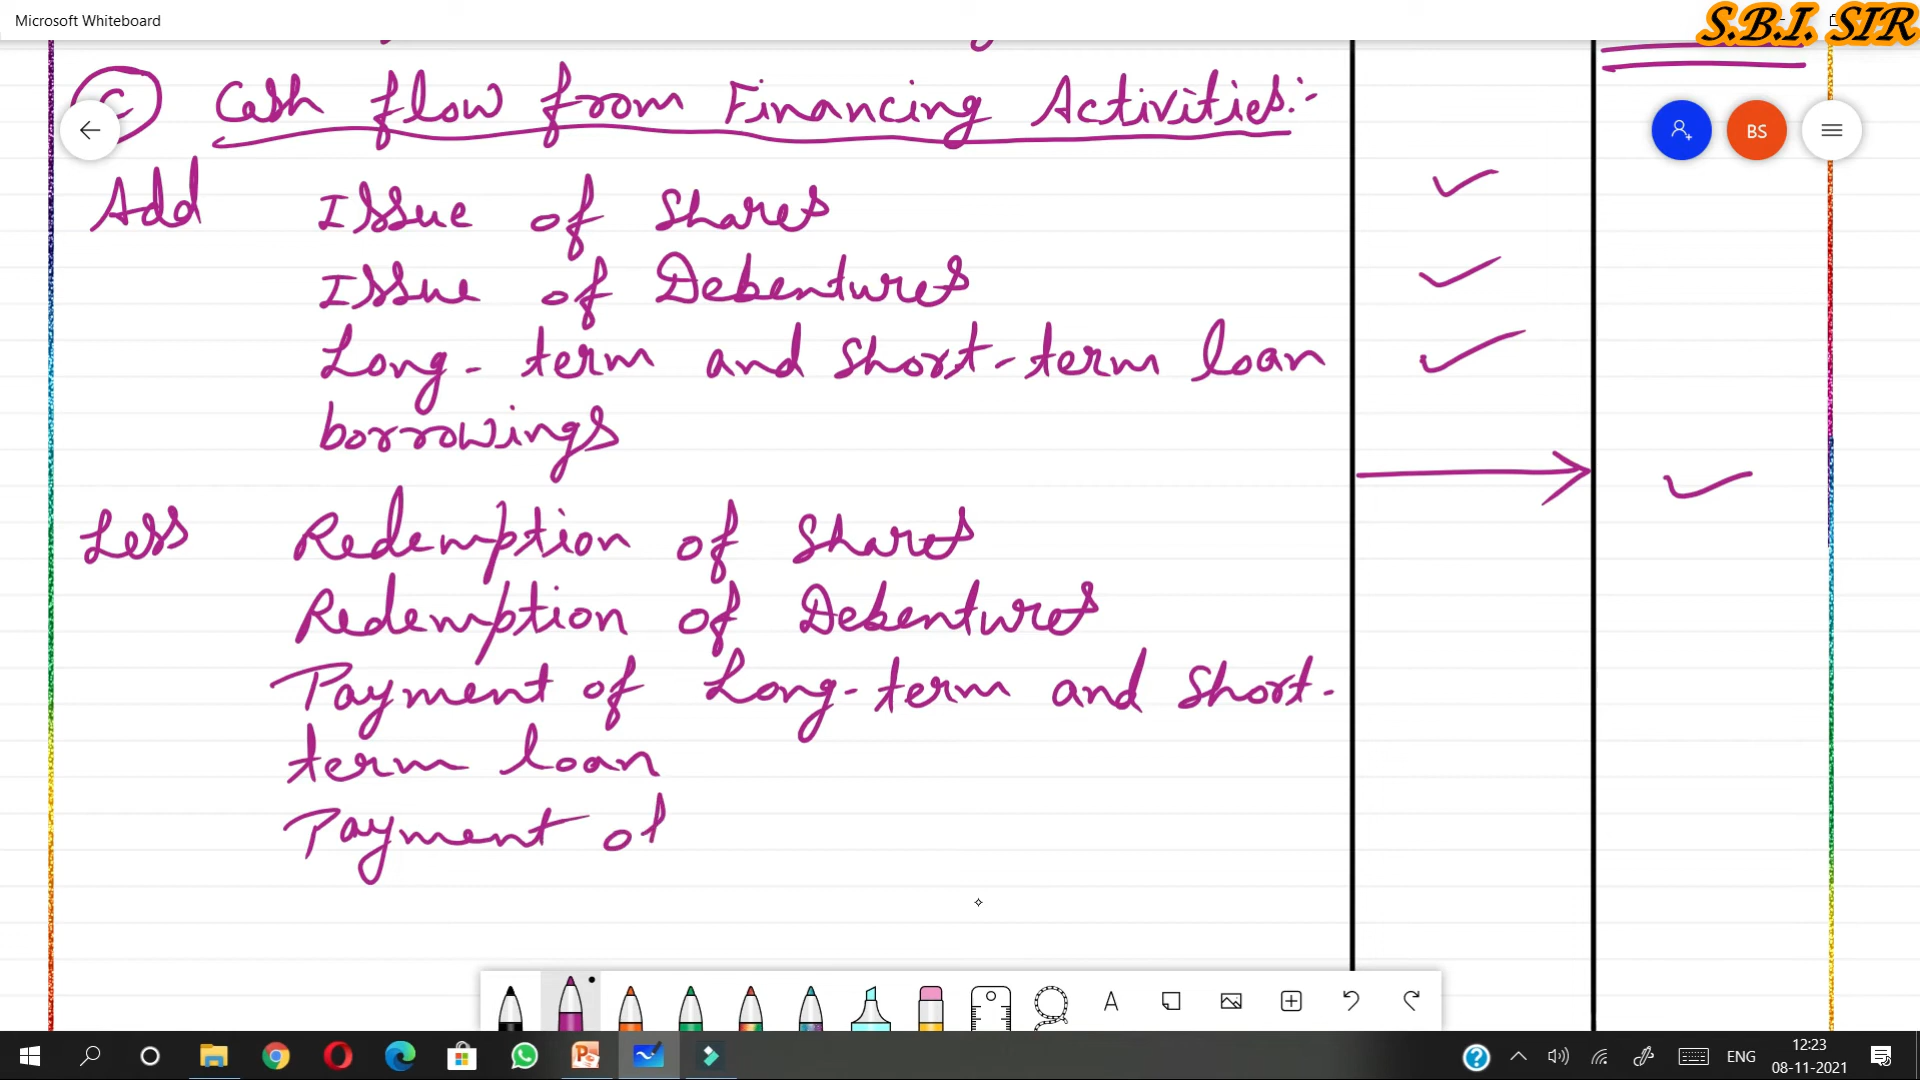 Microsoft Whiteboard
S.B.I. SIR
C Cash flow from Financing Activities:-
BS
Add Issue of Shares
Issue of Debentures
Long-term and short-term loan
borrowings
Less Redemption of Shares
Redemption of Debentures
Payment of Long-term and Short-
term loan
Payment of
A
ENG
12:23
08-11-2021